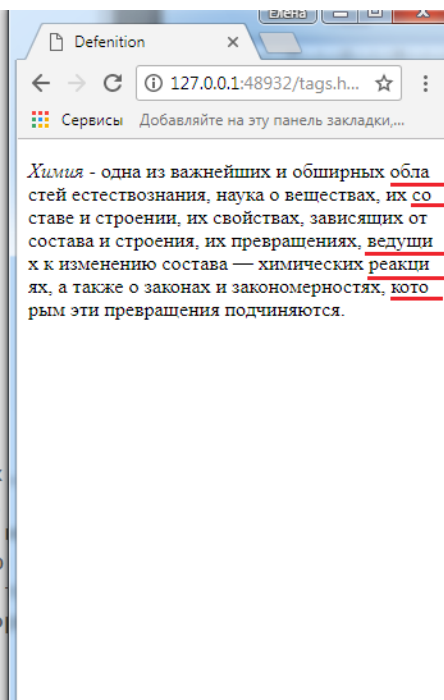 Елена
Defenition
127.0.0.1:48932/tags.h...
Сервисы Добавляйте на эту панель закладки,...
Химия - одна из важнейших и обширных обла
стей естествознания, наука о веществах, их со
ставе и строении, их свойствах, зависящих от
состава и строения, их превращениях, ведущи
х к изменению состава — химических реакци
ях, а также о законах и закономерностях, кото
рым эти превращения подчиняются.